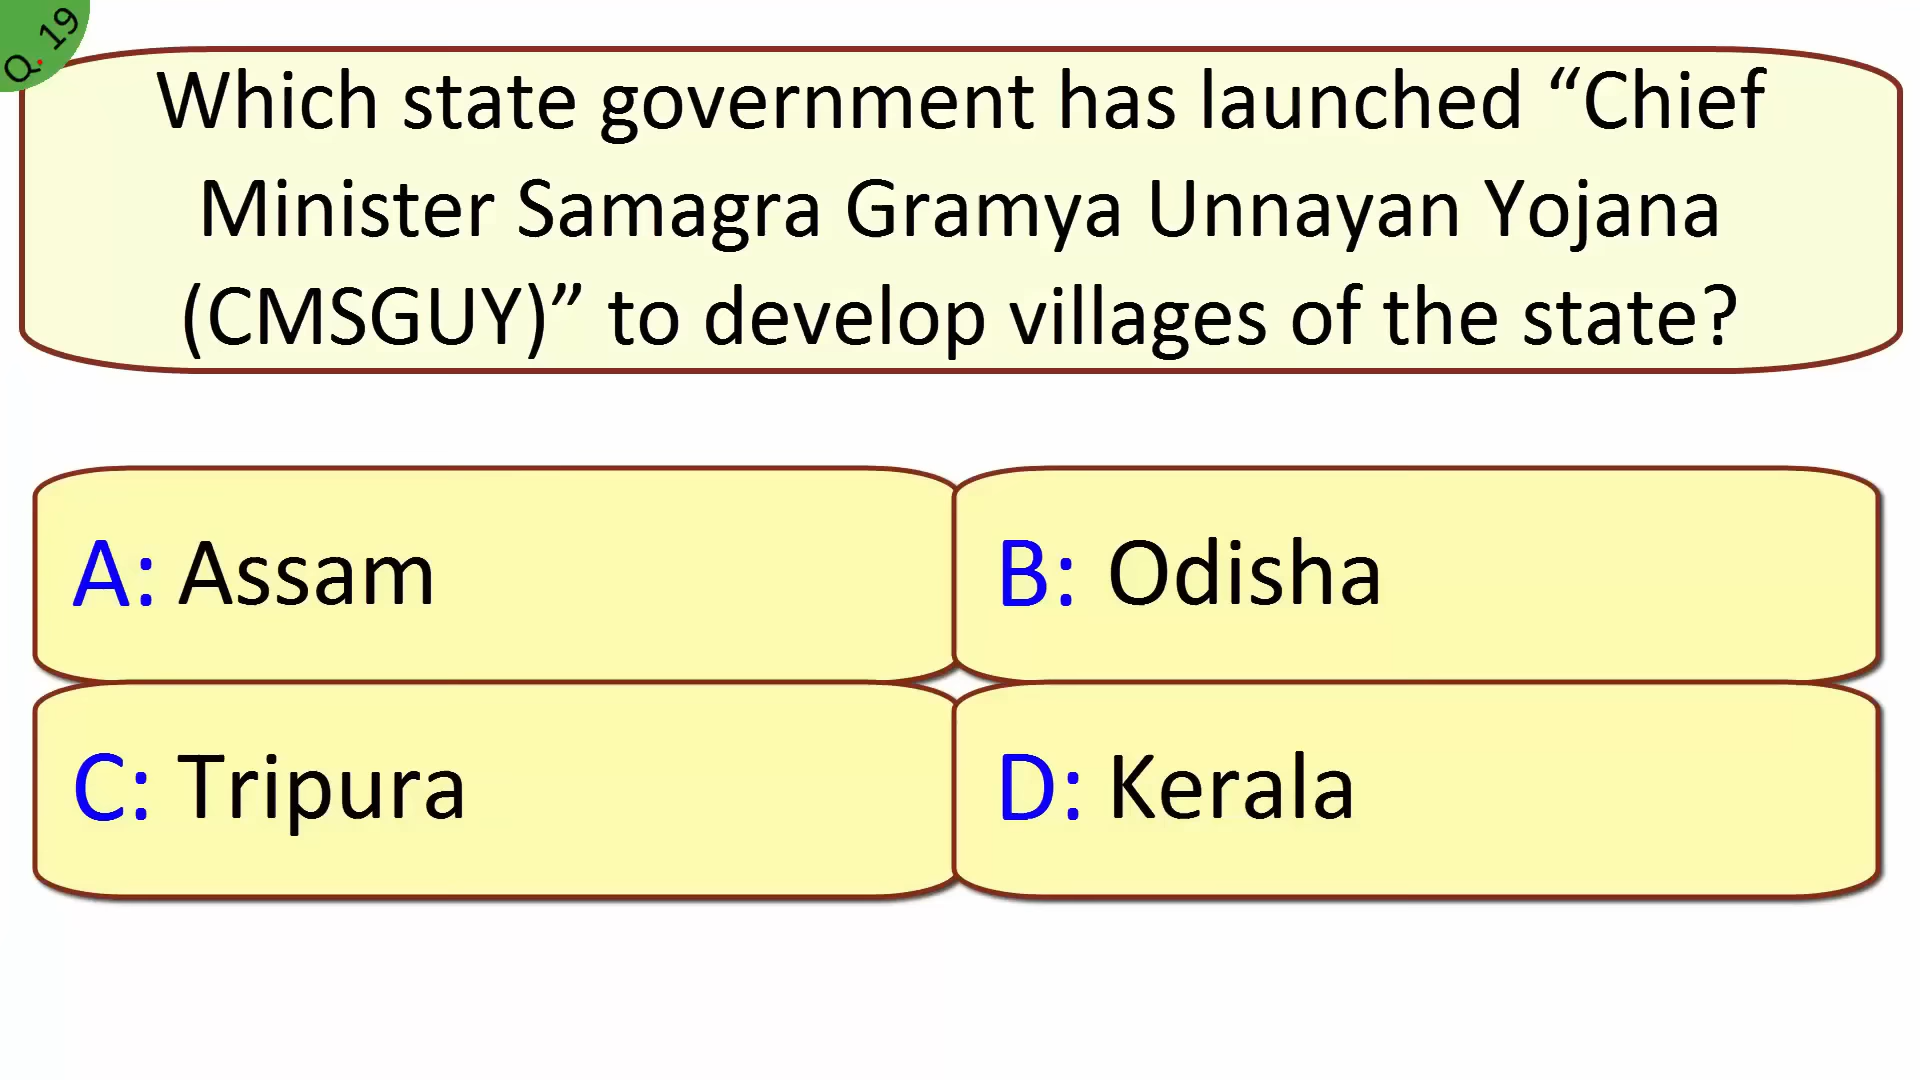 Q. 19
Which state government has launched “Chief
Minister Samagra Gramya Unnayan Yojana
(CMSGUY)” to develop villages of the state?
A: Assam
B: Odisha
C: Tripura
D: Kerala